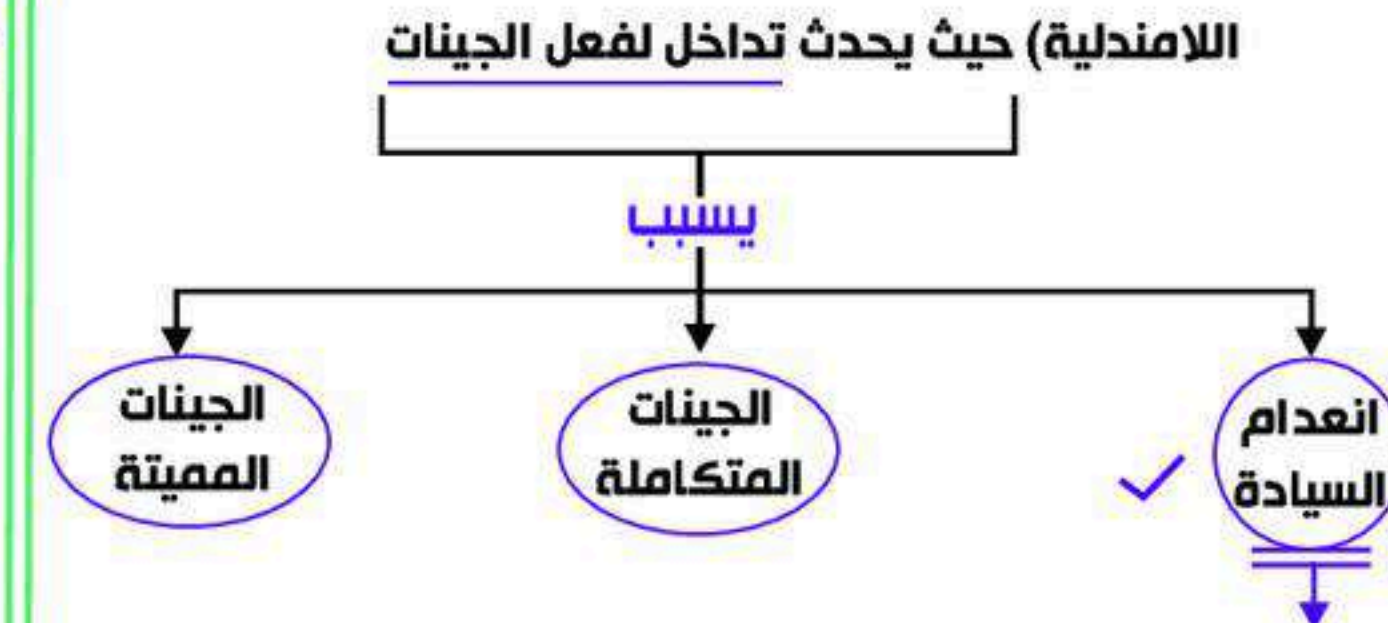 اللامندلية) حيث يحدث تداخل لفعل الجينات
يسبب
انعدام
السيادة
الجينات
المتكاملة
الجينات
المميتة